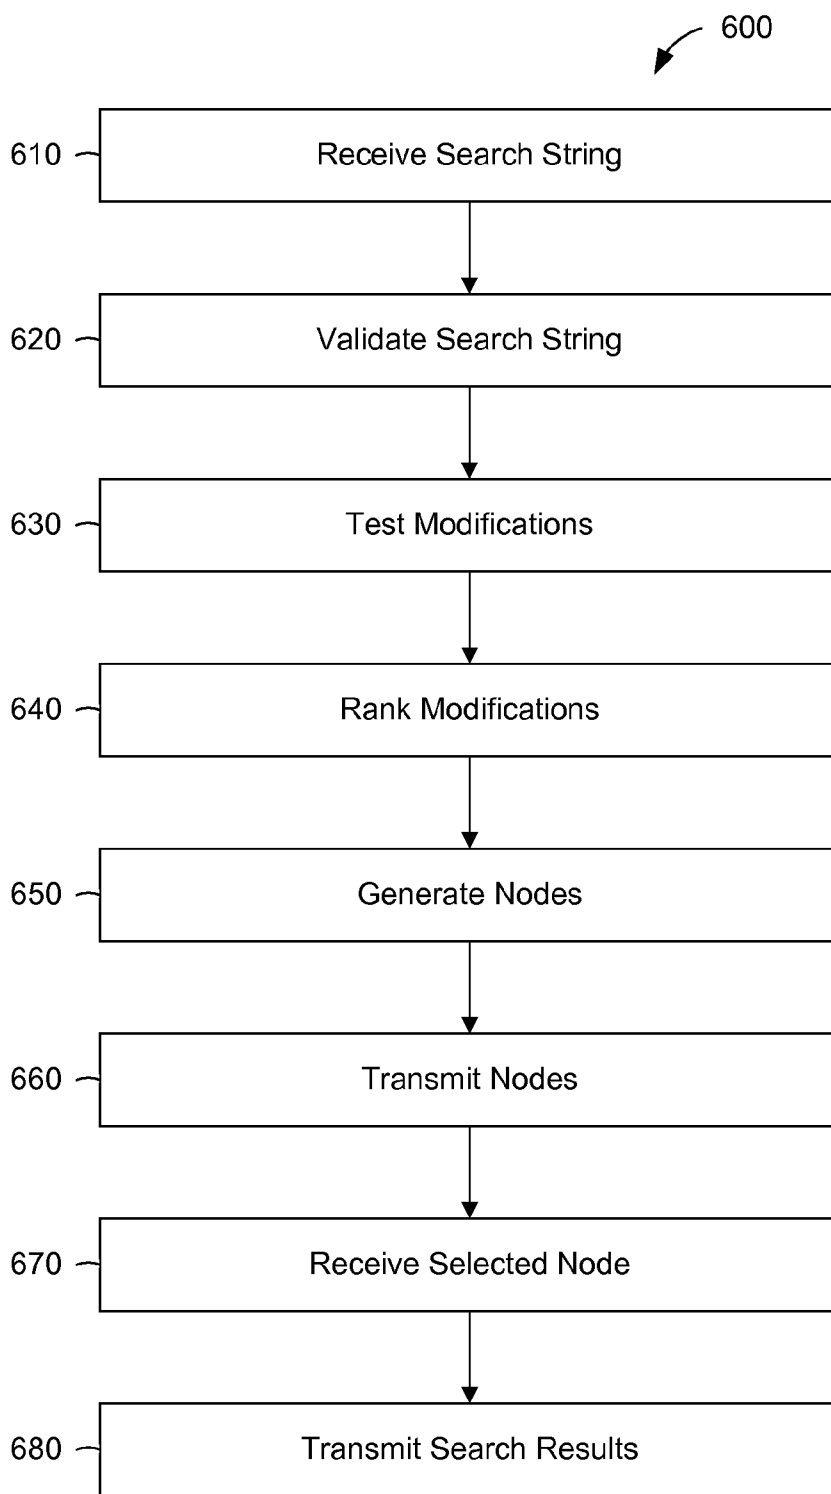 600
610 Receive Search String
620 Validate Search String
630 Test Modifications
640 Rank Modifications
650 Generate Nodes
660 Transmit Nodes
670 Receive Selected Node
680 Transmit Search Results